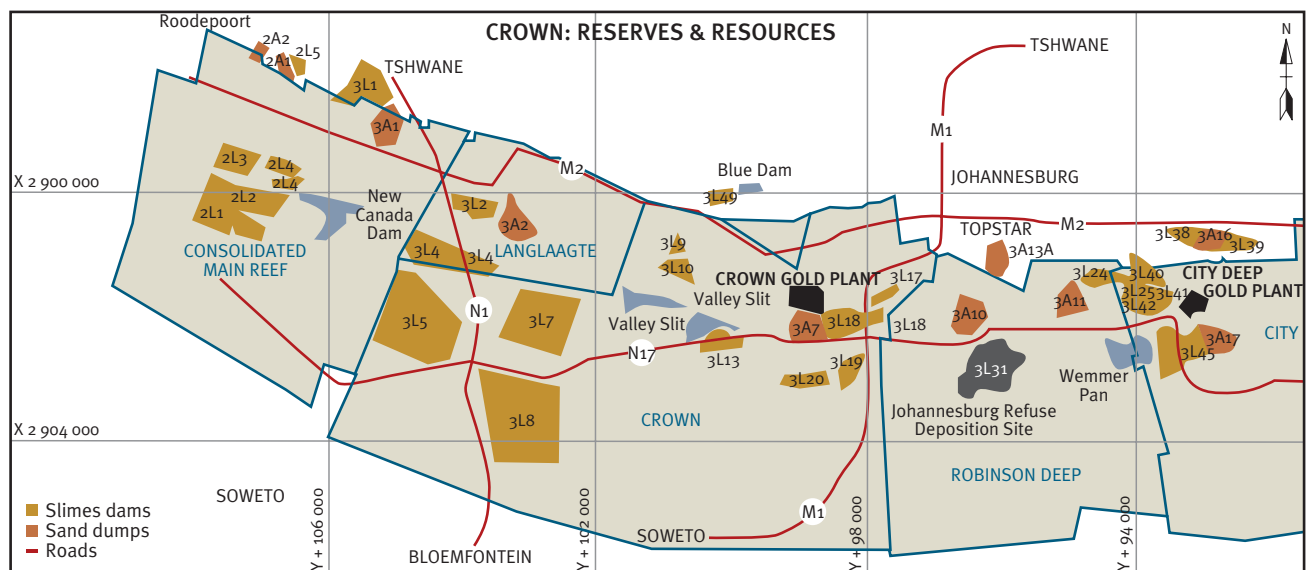 Roodepoort
CROWN: RESERVES & RESOURCES
TSHWANE
N
2A2
2A1
2L5
TSHWANE
3L1
3A1
M1
M2
2L3
2L4
2L4
Blue Dam
JOHANNESBURG
X 2 900 000
2L2
2L1
New
Canada
Dam
3L2
3A2
3L49
M2
TOPSTAR
3A13A
3L38
3A16
3L39
CONSOLIDATED
MAIN REEF
3L4
3L4
LANGLAAGTE
3L9
3L10
CROWN GOLD PLANT
3L17
3L24
3L40
CITY DEEP
GOLD PLANT
3L25
3L41
3L42
Valley Slit
Valley Slit
N1
3L5
3L7
3A7
3L18
3L18
3A10
3A11
3A17
CITY
3L45
N17
3L13
3L19
3L20
3L31
Wemmer
Pan
Johannesburg Refuse
Deposition Site
3L8
CROWN
X 2 904 000
ROBINSON DEEP
SOWETO
Slimes dams
Sand dumps
Roads
Y + 106 000
Y + 102 000
Y + 98 000
Y + 94 000
M1
SOWETO
BLOEMFONTEIN